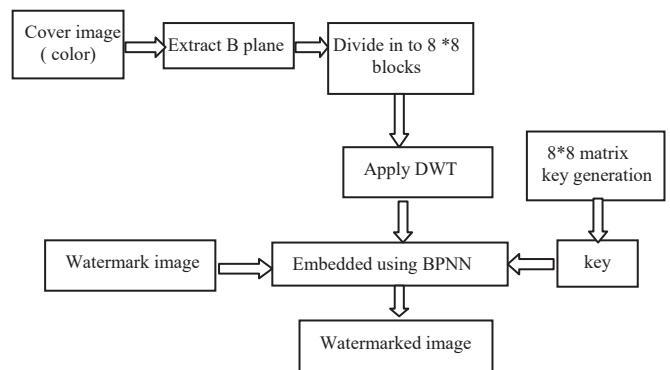 Cover image
( color)
Extract B plane
Divide in to 8 *8
blocks
Apply DWT
8*8 matrix
key generation
Watermark image
Embedded using BPNN
key
Watermarked image